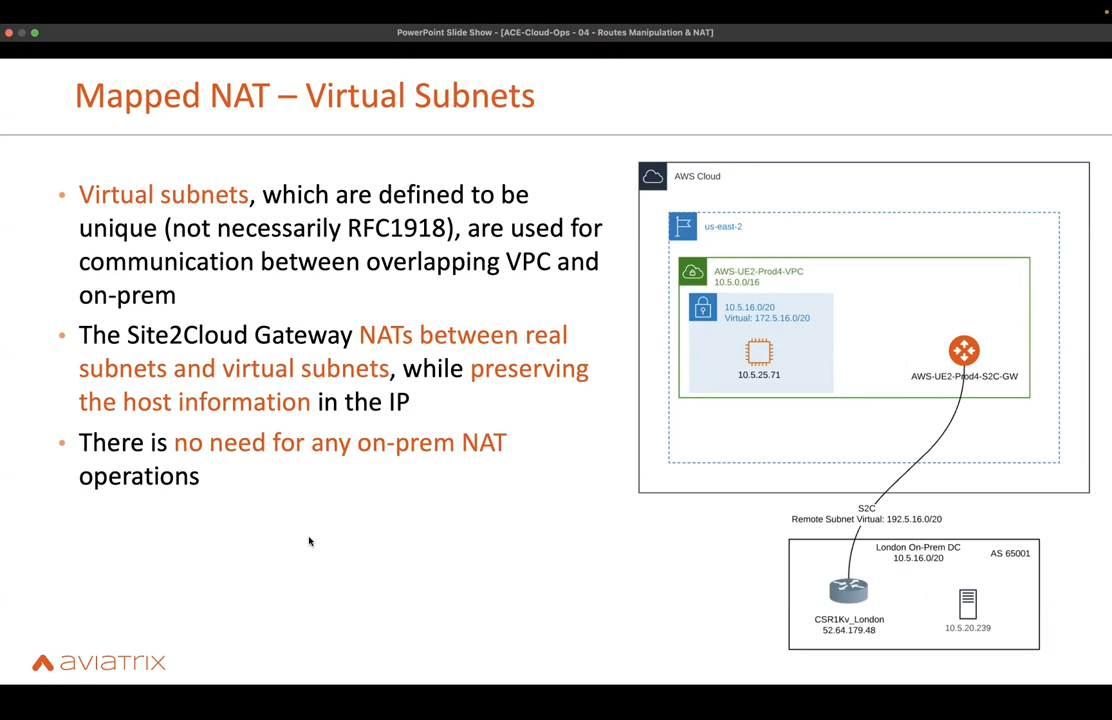 PowerPoint Slide Show - [ACE-Cloud-Ops - 04 - Routes Manipulation & NAT]
Mapped NAT – Virtual Subnets
• Virtual subnets, which are defined to be
unique (not necessarily RFC1918), are used for
communication between overlapping VPC and
on-prem
• The Site2Cloud Gateway NATs between real
subnets and virtual subnets, while preserving
the host information in the IP
• There is no need for any on-prem NAT
operations
AWS Cloud
us-east-2
AWS-UE2-Prod4-VPC
10.5.0.0/16
10.5.16.0/20
Virtual: 172.5.16.0/20
10.5.25.71
AWS-UE2-Prod4-S2C-GW
S2C
Remote Subnet Virtual: 192.5.16.0/20
London On-Prem DC
10.5.16.0/20
AS 65001
CSR1Kv_London
52.64.179.48
10.5.20.239
aviatrix